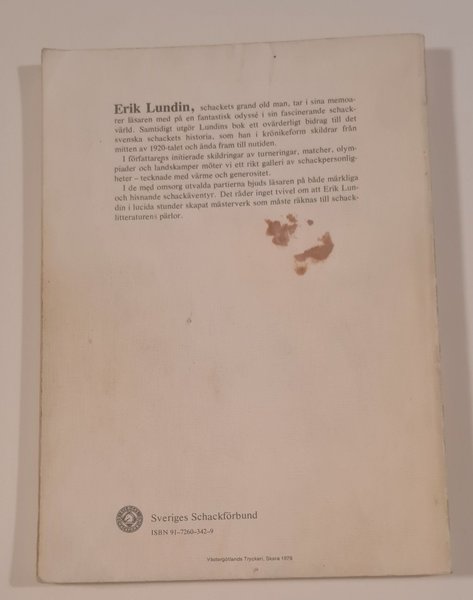 Erik Lundin, schackets grand old man, tar i sina memoa-
rer läsaren med på en fantastisk odyssé i sin fascinerande schack-
värld. Samtidigt utgör Lundins bok ett ovärderligt bidrag till det
svenska schackets historia, som han i krönikeform skildrar från
mitten av 1920-talet och ända fram till nutiden.
I författarens initierade skildringar av turneringar, matcher, olym-
piader och landskamper möter vi ett rikt galleri av schackpersonlig-
heter – tecknade med värme och generositet.
I de med omsorg utvalda partierna bjuds läsaren på både märkliga
och hisnande schackäventyr. Det råder inget tvivel om att Erik Lun-
din i lucida stunder skapat mästerverk som måste räknas till schack-
litteraturens pärlor.
Sveriges Schackförbund
ISBN 91-7260-342-9
Västergötlands Tryckeri, Skara 1979